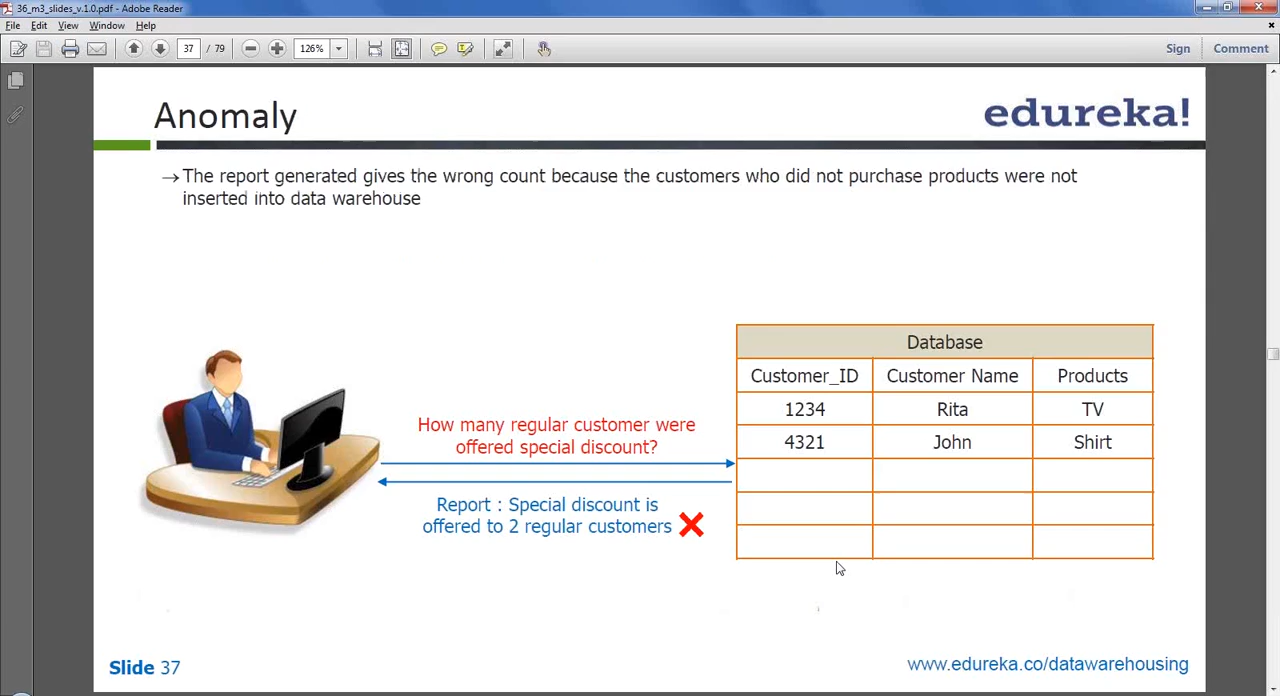 36_m3_slides_v.1.0.pdf - Adobe Reader
File Edit View Window Help
37 / 79 126% Sign Comment
Anomaly
edureka!
→ The report generated gives the wrong count because the customers who did not purchase products were not
inserted into data warehouse
Database
Customer_ID Customer Name Products
1234 Rita TV
4321 John Shirt
How many regular customer were
offered special discount?
Report : Special discount is
offered to 2 regular customers
Slide 37
www.edureka.co/datawarehousing